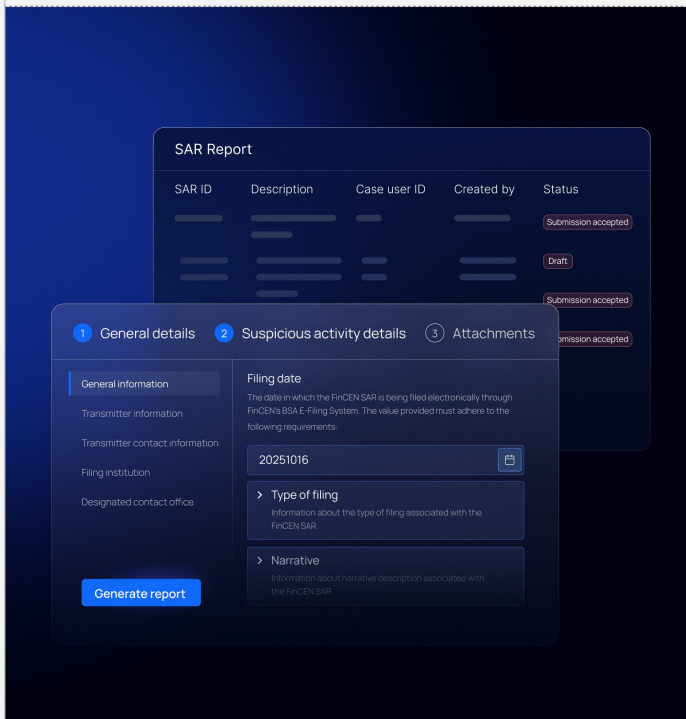 SAR Report
SAR ID Description Case user ID Created by Status
Submission accepted
Draft
Submission accepted
omission accepted
1 General details 2 Suspicious activity details 3 Attachments
General information
Transmitter information
Transmitter contact information
Filing institution
Designated contact office
Generate report
Filing date
The date in which the FinCEN SAR is being filed electronically through
FinCEN's BSA E-Filing System. The value provided must adhere to the
following requirements:
20251016
Type of filing
Information about the type of filing associated with the
FinCEN SAR
Narrative
Information about narrative description associated with
the FinCEN SAR